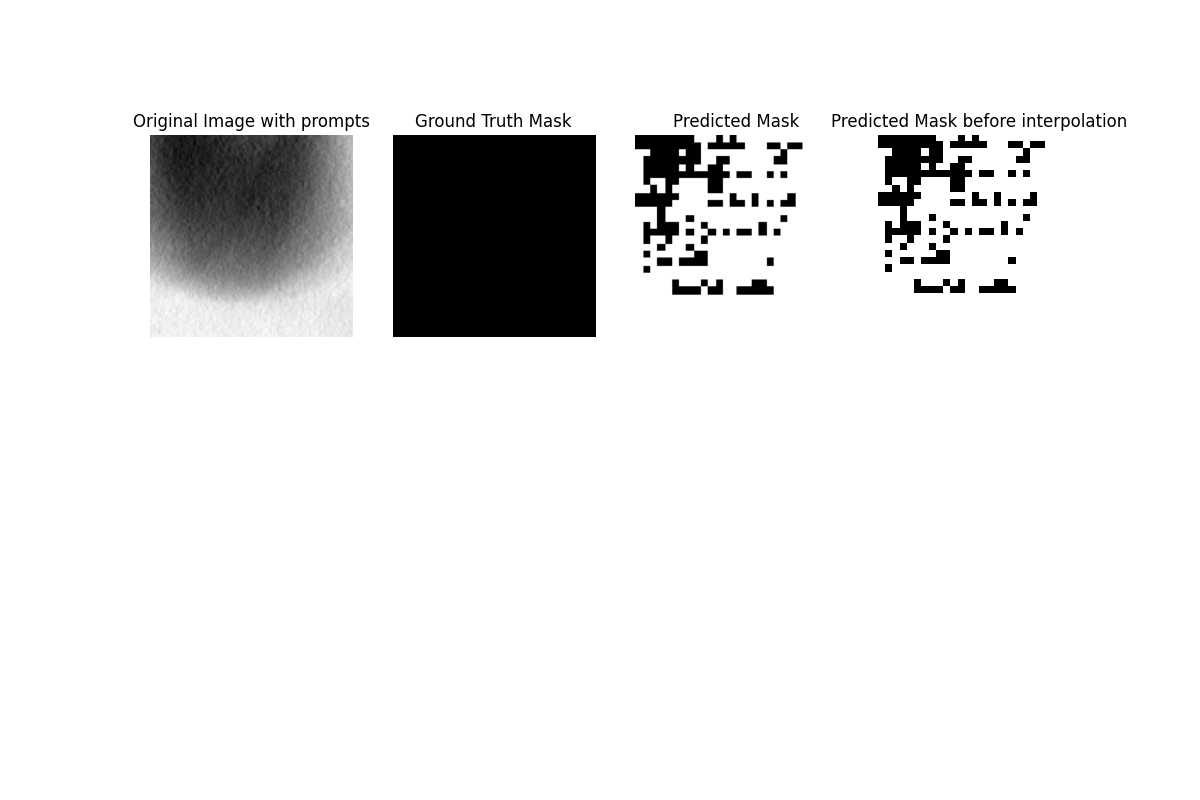 Original Image with prompts
Ground Truth Mask
Predicted Mask
Predicted Mask before interpolation